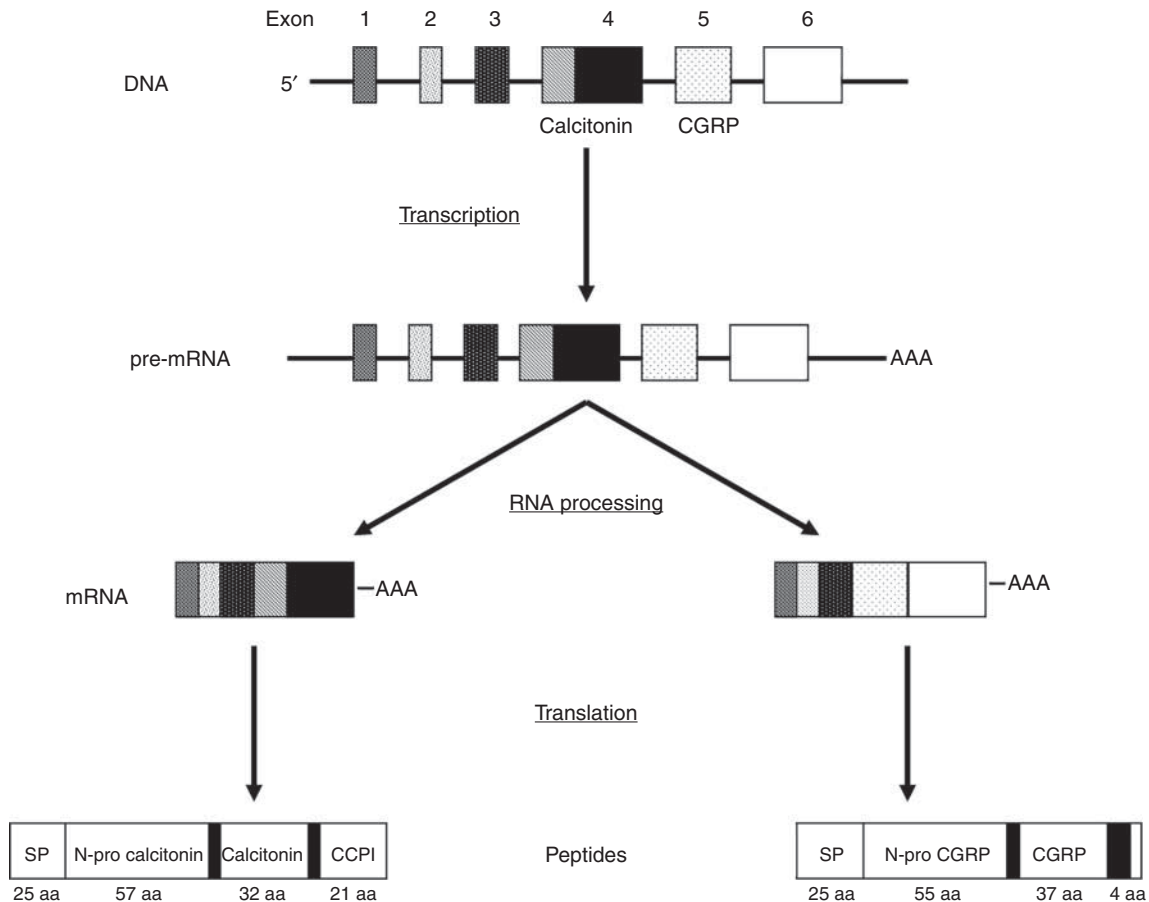 Exon 1 2 3 4 5 6
DNA 5′
Calcitonin CGRP
Transcription
pre-mRNA AAA
RNA processing
mRNA AAA AAA
Translation
SP N-pro calcitonin Calcitonin CCPI Peptides SP N-pro CGRP CGRP
25 aa 57 aa 32 aa 21 aa 25 aa 55 aa 37 aa 4 aa